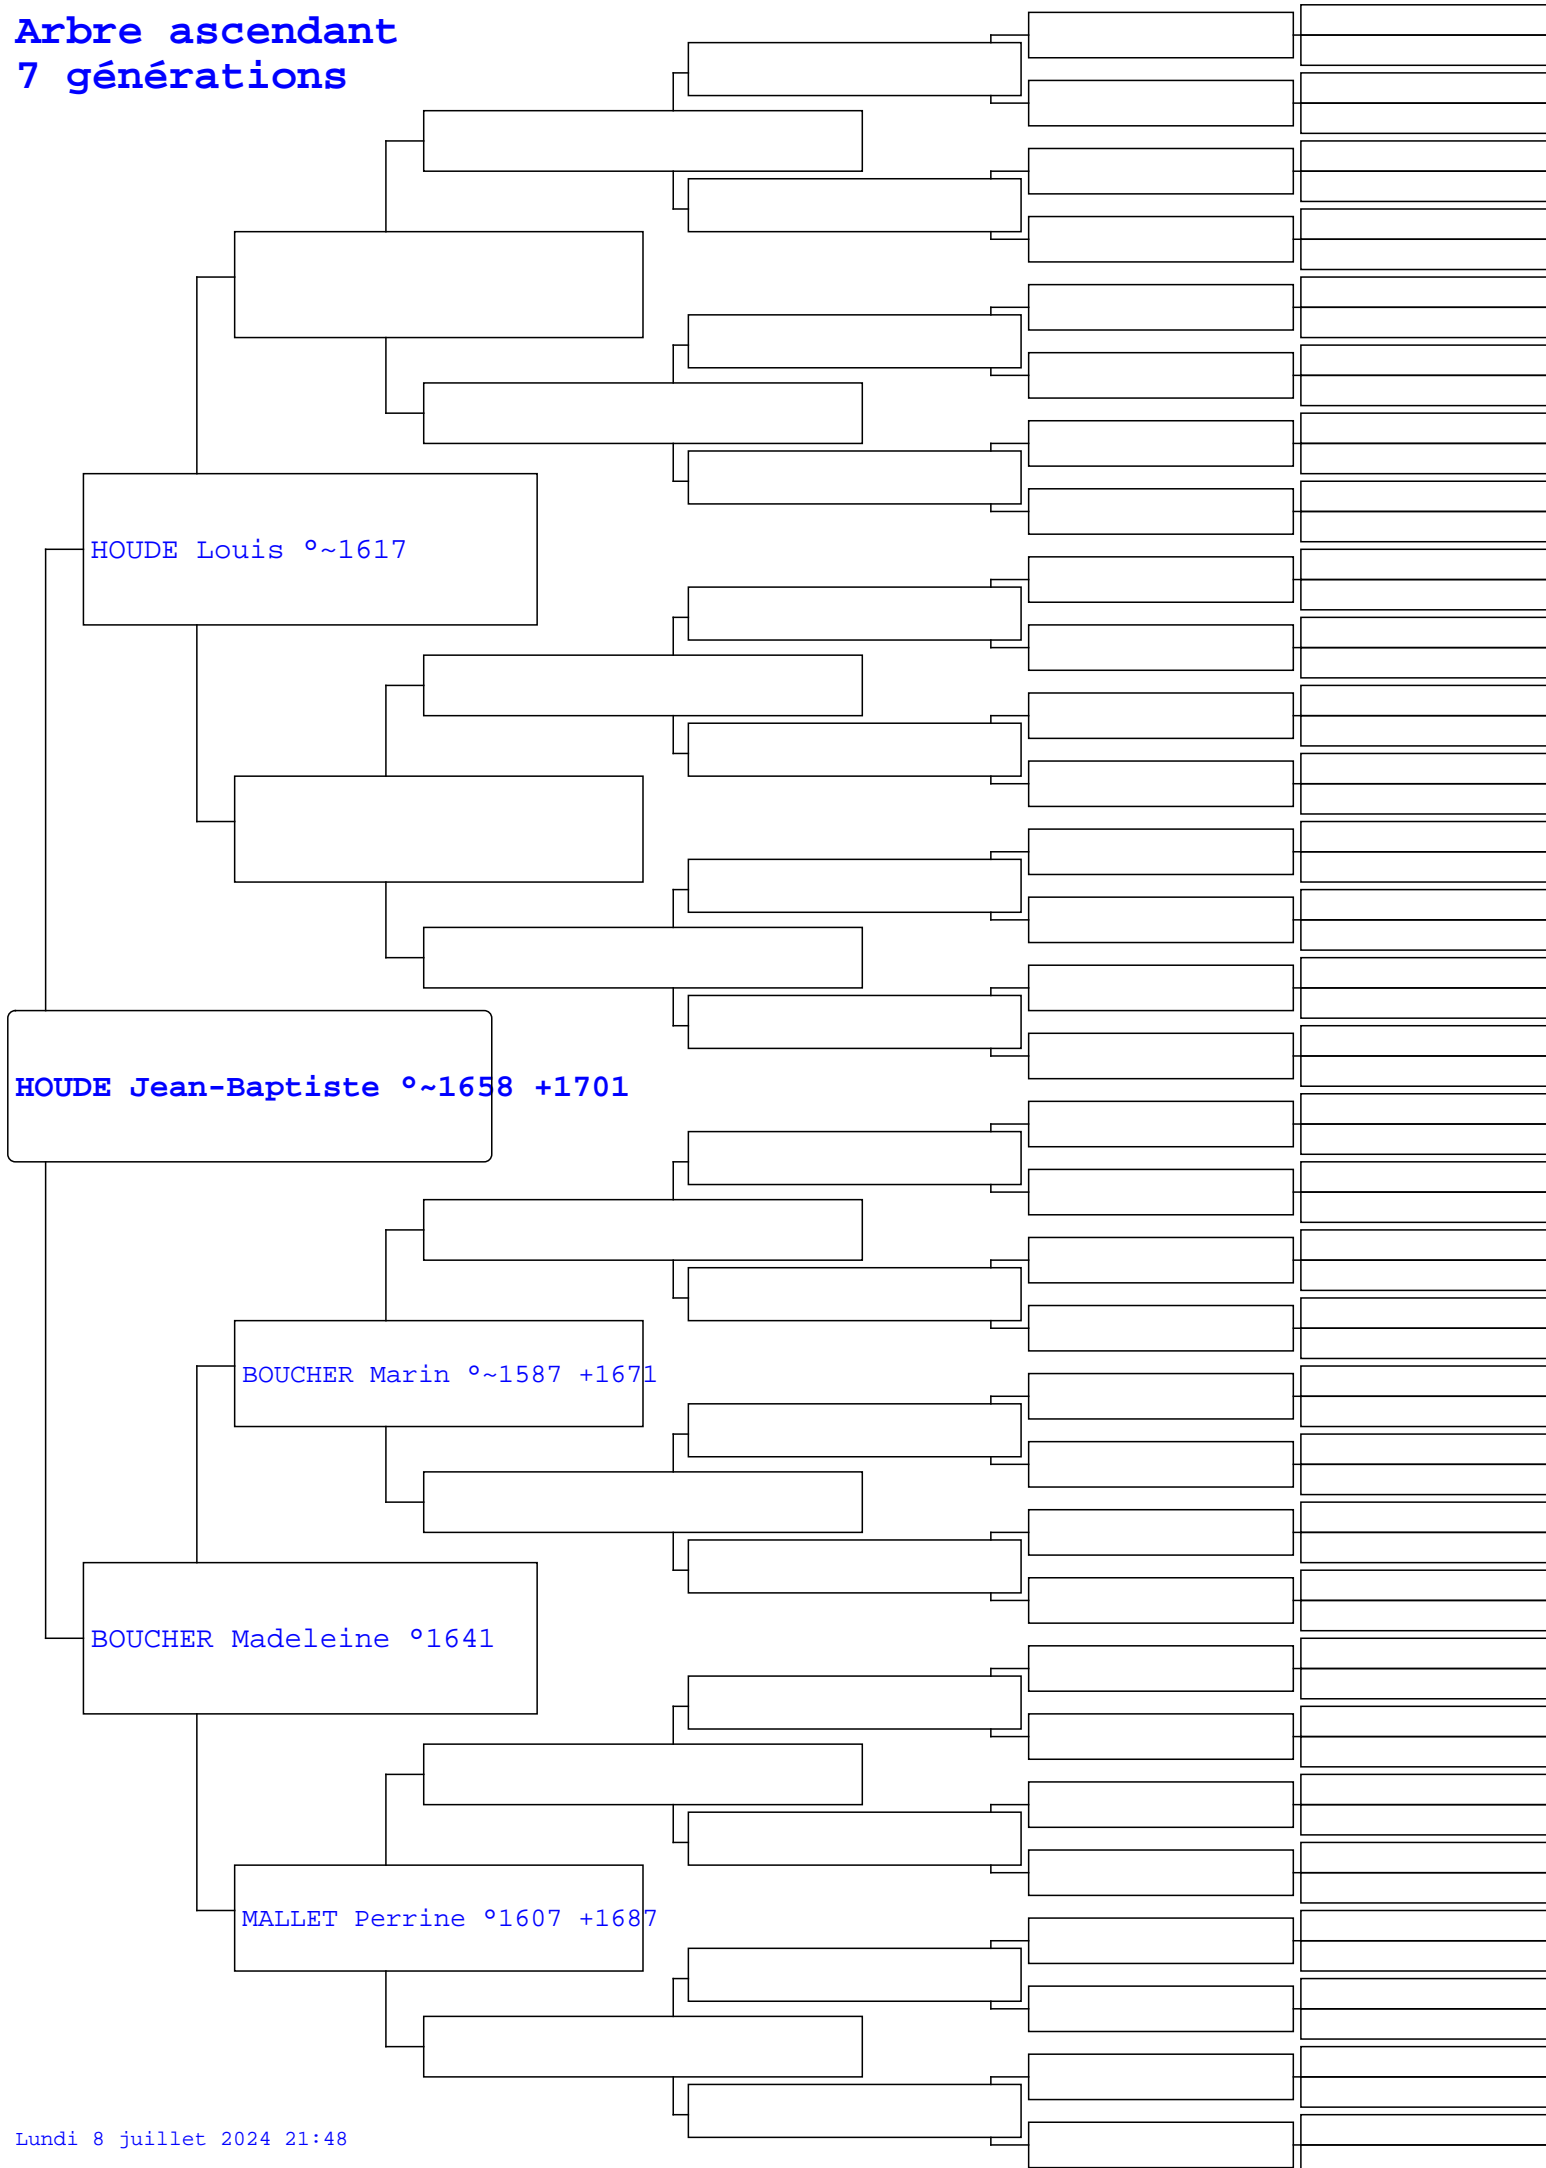 Arbre ascendant
7 générations
HOUDE Louis °~1617
HOUDE Jean-Baptiste °~1658 +1701
BOUCHER Marin °~1587 +1671
BOUCHER Madeleine °1641
MALLET Perrine °1607 +1687
Lundi 8 juillet 2024 21:48